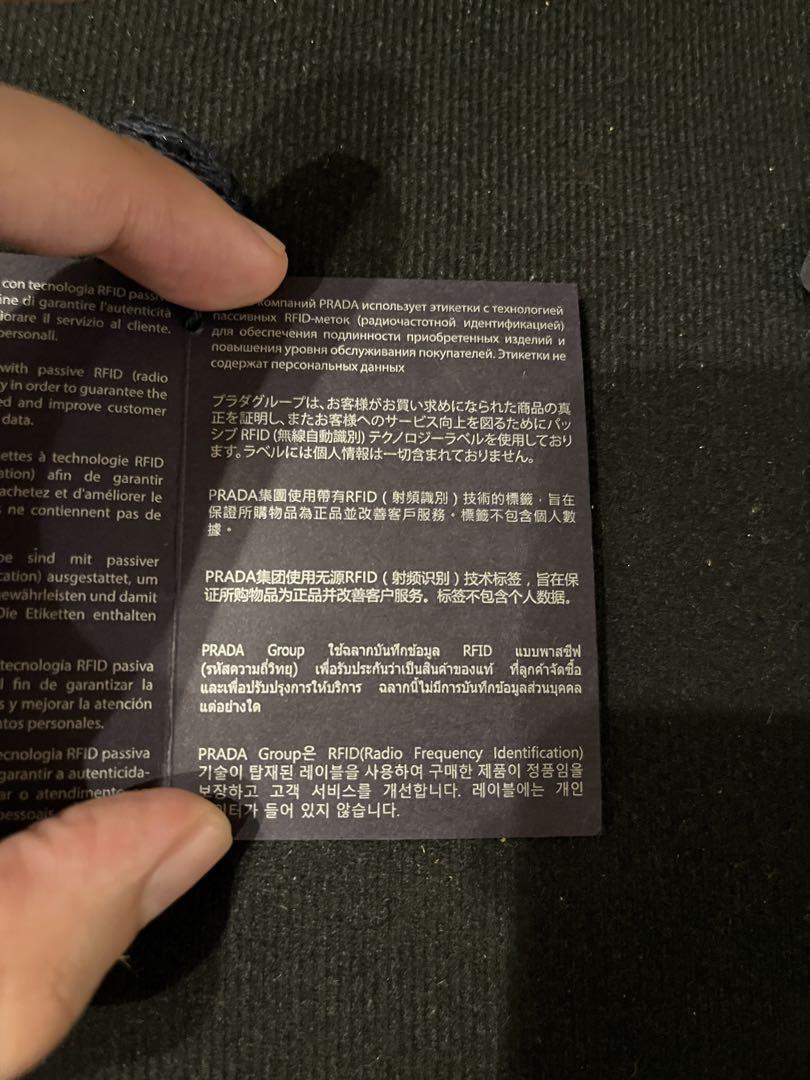 con tecnologia RFID passiv
ine di garantire l'autenticità
iorare il servizio al cliente.
personali.
with passive RFID (radio
y in order to guarantee the
ed and improve customer
data.
ettes à technologie RFID
ation) afin de garantir
achetez et d'améliorer le
s ne contiennent pas de
be sind mit passiver
cation) ausgestattet, um
ewährleisten und damit
Die Etiketten enthalten
tecnología RFID pasiva
l fin de garantizar la
s y mejorar la atención
ntos personales.
ecnologia RFID passiva
garantir a autenticida-
ar o atendimento
pessoais
компаний PRADA использует этикетки с технологией
пассивных RFID-меток (радиочастотной идентификацией)
для обеспечения подлинности приобретенных изделий и
повышения уровня обслуживания покупателей. Этикетки не
содержат персональных данных
プラダグループは、お客様がお買い求めになられた商品の真
正を証明し、またお客様へのサービス向上を図るためにパッ
シブ RFID (無線自動識別) テクノロジーラベルを使用しており
ます。ラベルには個人情報は一切含まれておりません。
PRADA集團使用帶有RFID（射頻識別）技術的標籤，旨在
保證所購物品為正品並改善客戶服務。標籤不包含個人數
據。
PRADA集团使用无源RFID（射频识别）技术标签，旨在保
证所购物品为正品并改善客户服务。标签不包含个人数据。
PRADA Group ใช้ฉลากบันทึกข้อมูล RFID แบบพาสซีฟ
(รหัสความถี่วิทยุ) เพื่อรับประกันว่าเป็นสินค้าของแท้ ที่ลูกค้าจัดซื้อ
และเพื่อปรับปรุงการให้บริการ ฉลากนี้ไม่มีการบันทึกข้อมูลส่วนบุคคล
แต่อย่างใด
PRADA Group은 RFID(Radio Frequency Identification)
기술이 탑재된 레이블을 사용하여 구매한 제품이 정품임을
보장하고 고객 서비스를 개선합니다. 레이블에는 개인
이터가 들어 있지 않습니다.